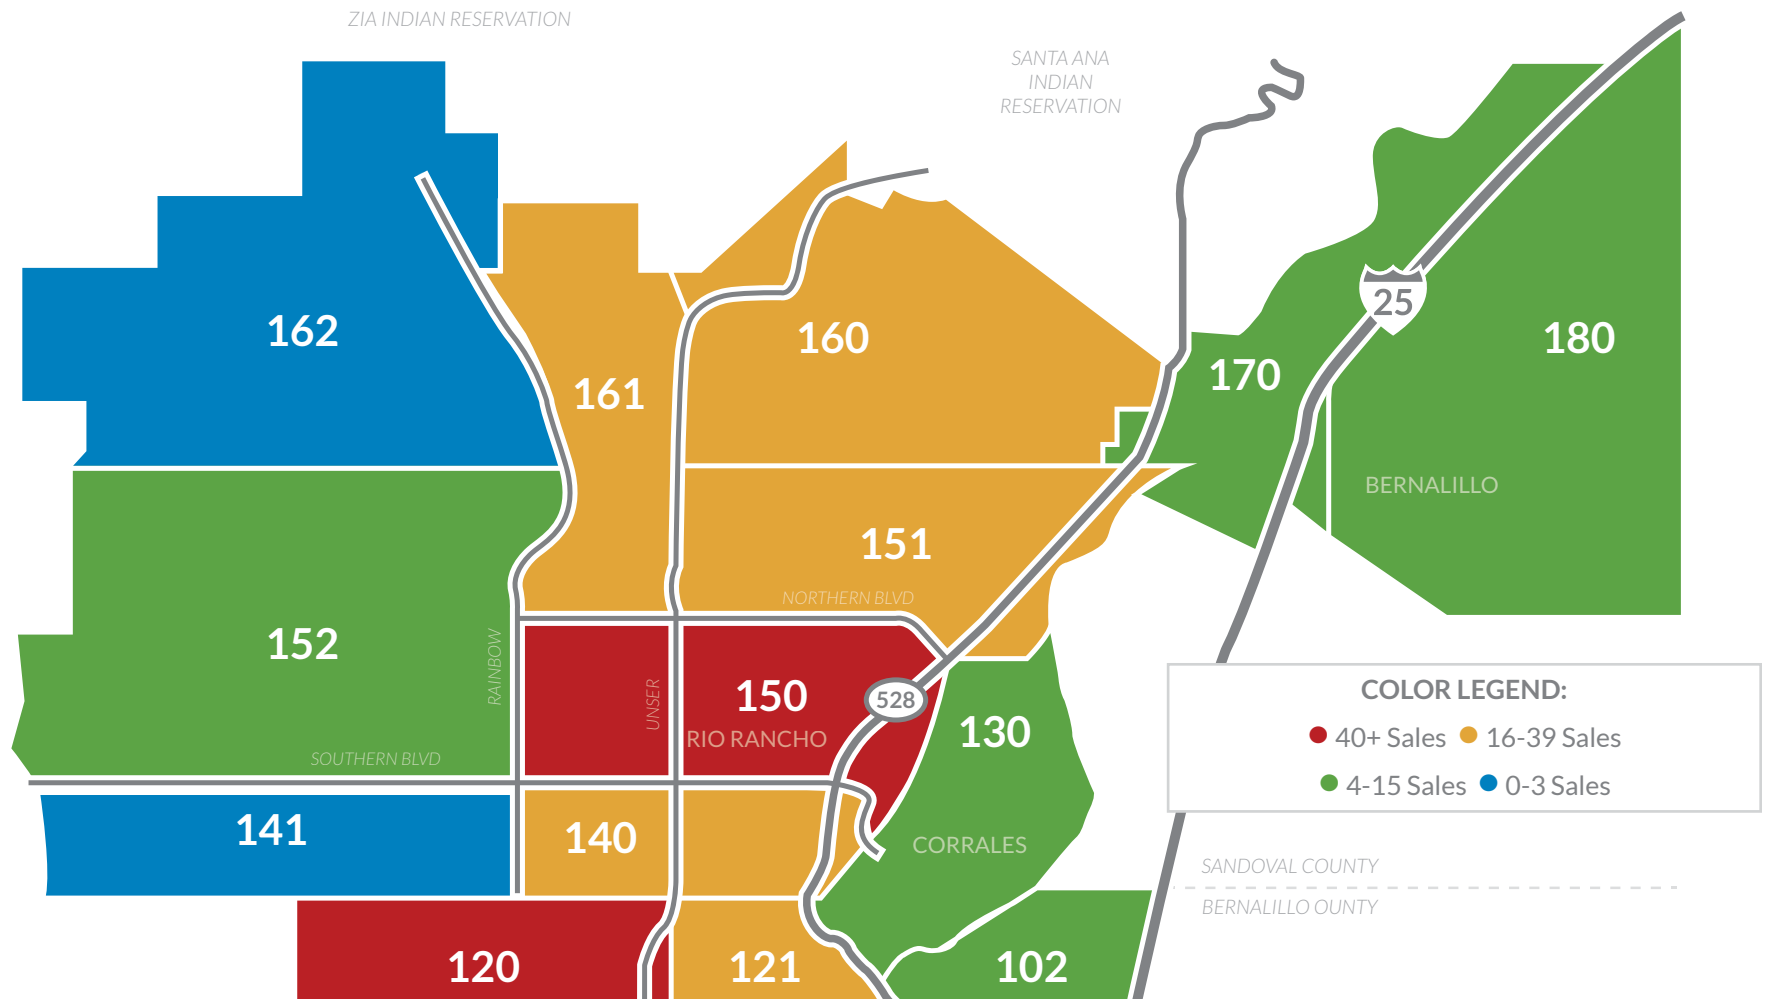 ZIA INDIAN RESERVATION
SANTA ANA
INDIAN
RESERVATION
25
162
160
180
170
161
BERNALILLO
151
NORTHERN BLVD
152
RAINBOW
UNSER
150
528
RIO RANCHO
130
SOUTHERN BLVD
COLOR LEGEND:
40+ Sales 16-39 Sales
4-15 Sales 0-3 Sales
141
140
CORRALES
SANDOVAL COUNTY
BERNALILLO OUNTY
120
121
102